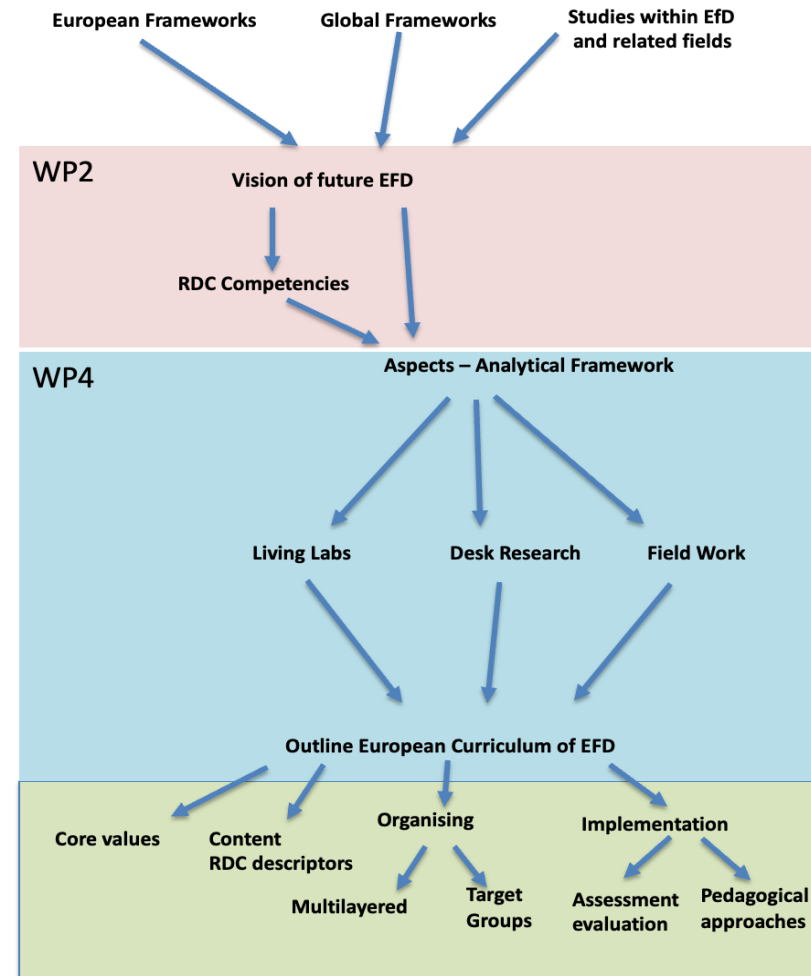 European Frameworks
Global Frameworks
Studies within EfD
and related fields
WP2
Vision of future EFD
RDC Competencies
WP4
Aspects – Analytical Framework
Living Labs
Desk Research
Field Work
Outline European Curriculum of EFD
Core values
Content
RDC descriptors
Organising
Implementation
Multilayered
Target
Groups
Assessment
evaluation
Pedagogical
approaches